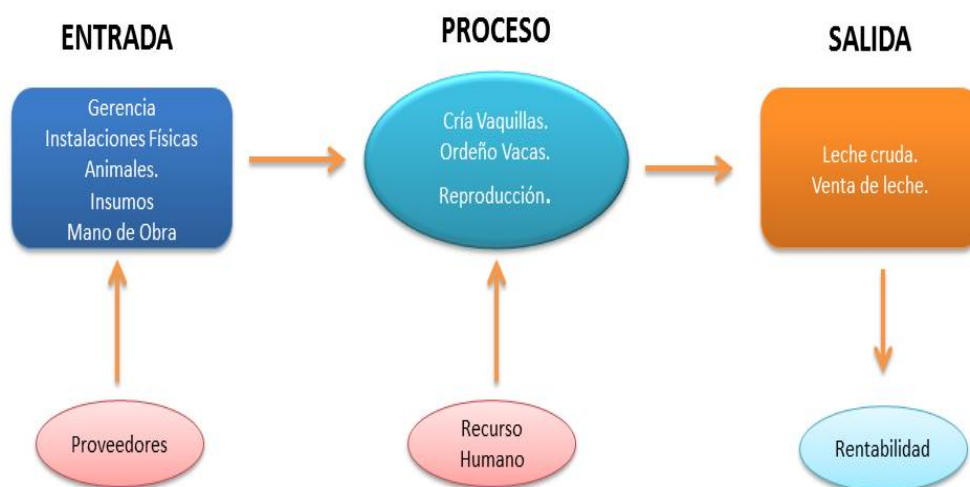 ENTRADA
PROCESO
SALIDA
Gerencia
Instalaciones Físicas
Animales.
Insumos
Mano de Obra
Cría Vaquillas.
Ordeño Vacas.
Reproducción.
Leche cruda.
Venta de leche.
Proveedores
Recurso
Humano
Rentabilidad